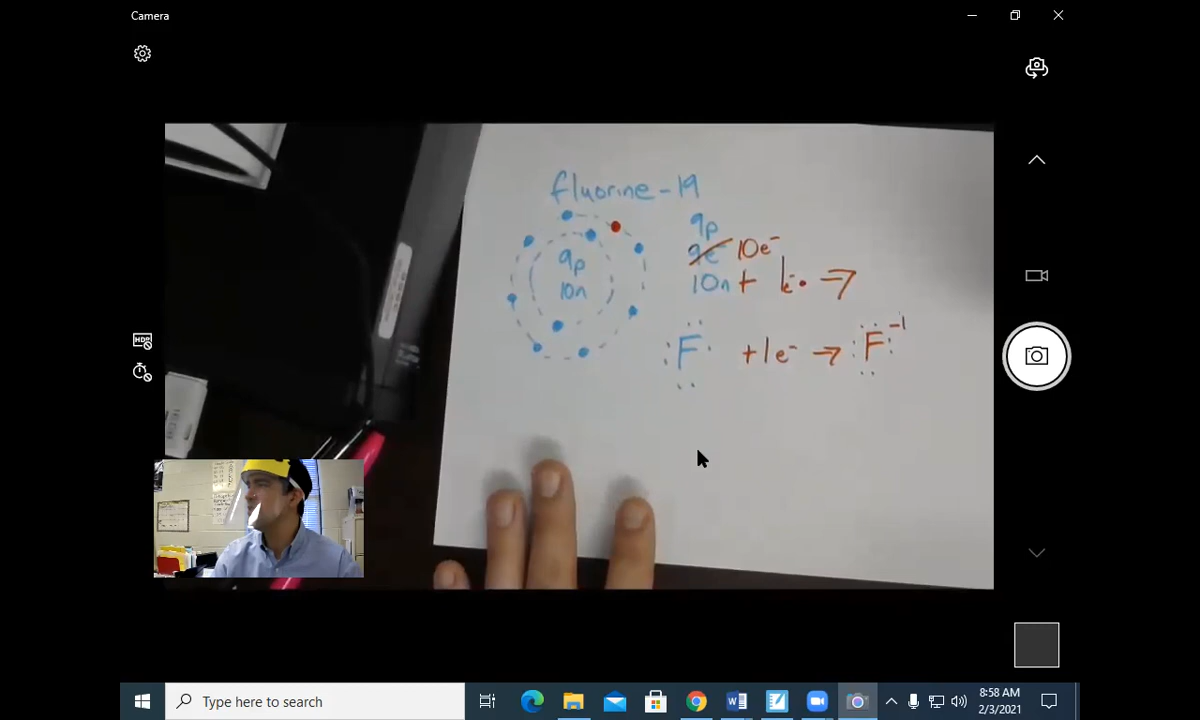 Camera
fluorine-19
9p
9e⁻ 10e⁻
10n + 1e⁻ • ⇒
9p
10n
F +1e⁻ → F⁻¹
Type here to search
8:58 AM
2/3/2021